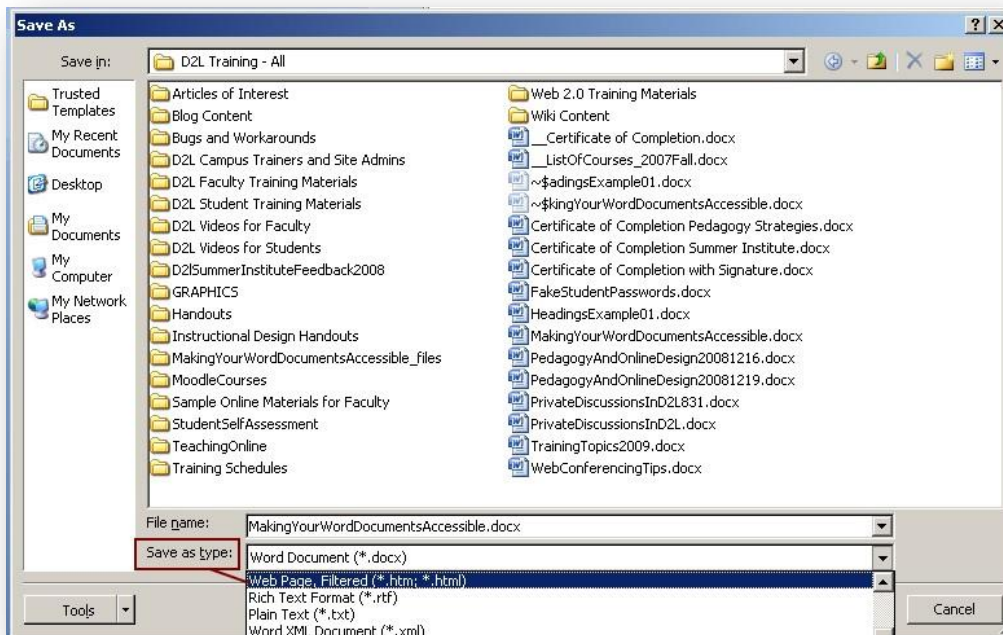 Save As
Save in:
D2L Training - All
Trusted
Templates
My Recent
Documents
Desktop
My
Documents
My
Computer
My Network
Places
Articles of Interest
Blog Content
Bugs and Workarounds
D2L Campus Trainers and Site Admins
D2L Faculty Training Materials
D2L Student Training Materials
D2L Videos for Faculty
D2L Videos for Students
D2lSummerInstituteFeedback2008
GRAPHICS
Handouts
Instructional Design Handouts
MakingYourWordDocumentsAccessible_files
MoodleCourses
Sample Online Materials for Faculty
StudentSelfAssessment
TeachingOnline
Training Schedules
Web 2.0 Training Materials
Wiki Content
__Certificate of Completion.docx
__ListOfCourses_2007Fall.docx
~$adingsExample01.docx
~$kingYourWordDocumentsAccessible.docx
Certificate of Completion Pedagogy Strategies.docx
Certificate of Completion Summer Institute.docx
Certificate of Completion with Signature.docx
FakeStudentPasswords.docx
HeadingsExample01.docx
MakingYourWordDocumentsAccessible.docx
PedagogyAndOnlineDesign20081216.docx
PedagogyAndOnlineDesign20081219.docx
PrivateDiscussionsInD2L831.docx
PrivateDiscussionsInD2L.docx
TrainingTopics2009.docx
WebConferencingTips.docx
File name:
MakingYourWordDocumentsAccessible.docx
Save as type:
Word Document (*.docx)
Web Page, Filtered (*.htm; *.html)
Rich Text Format (*.rtf)
Plain Text (*.txt)
Word XML Document (*.xml)
Tools
Cancel